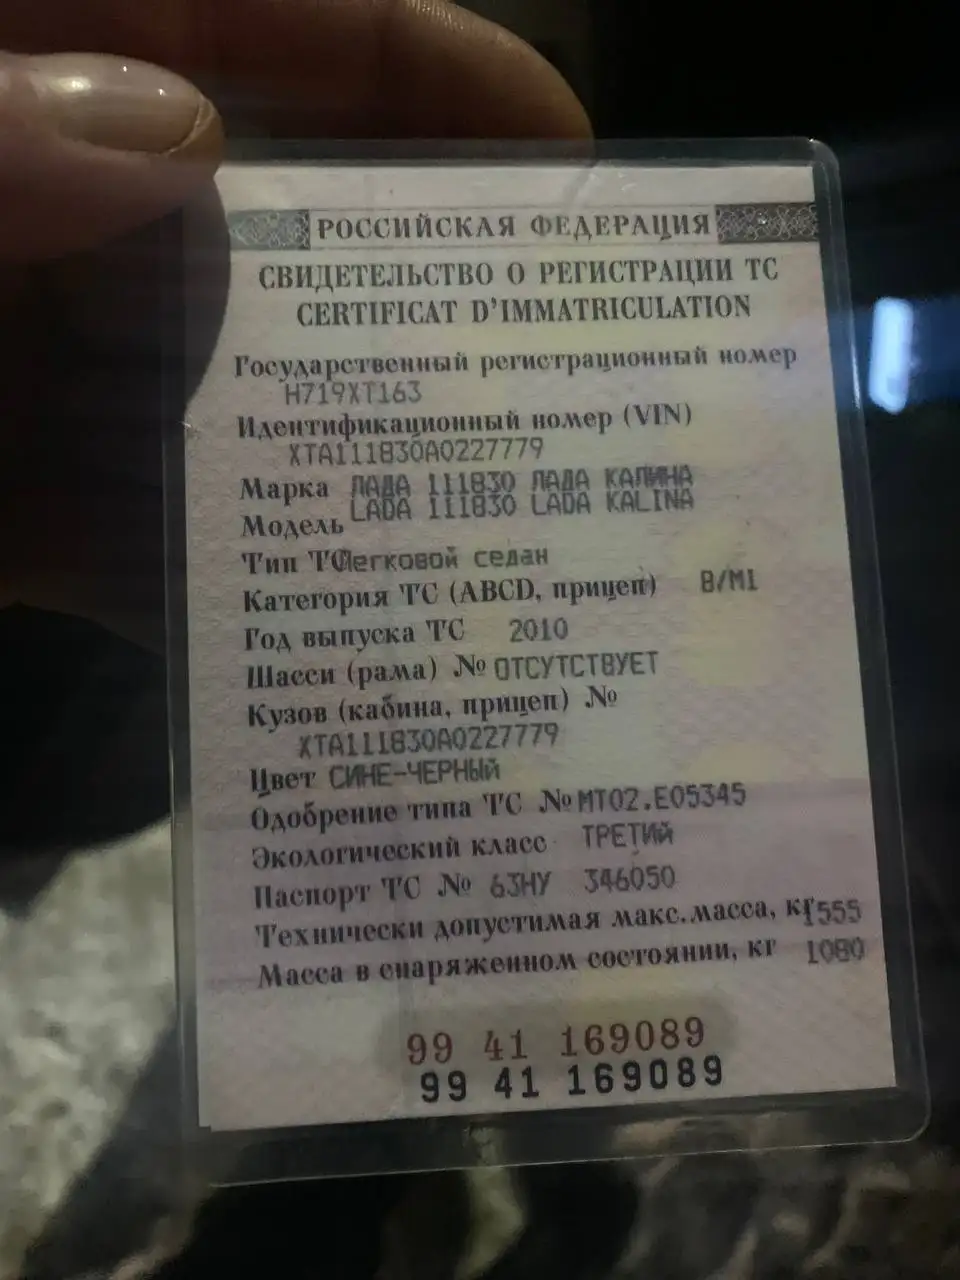 РОССИЙСКАЯ ФЕДЕРАЦИЯ
СВИДЕТЕЛЬСТВО О РЕГИСТРАЦИИ ТС
CERTIFICAT D'IMMATRICULATION
Государственный регистрационный номер
Н719ХТ163
Идентификационный номер (VIN)
XTA111830A0227779
Марка ЛАДА 111830 ЛАДА КАЛИНА
Модель LADA 111830 LADA KALINA
Тип ТС Легковой седан
Категория ТС (ABCD, прицеп) B/M1
Год выпуска ТС 2010
Шасси (рама) № ОТСУТСТВУЕТ
Кузов (кабина, прицеп) №
XTA111830A0227779
Цвет СИНЕ-ЧЕРНЫЙ
Одобрение типа ТС № МТ02.Е05345
Экологический класс ТРЕТИЙ
Паспорт ТС № 63НУ 346050
Технически допустимая макс.масса, кг 1555
Масса в снаряженном состоянии, кг 1080
99 41 169089
99 41 169089